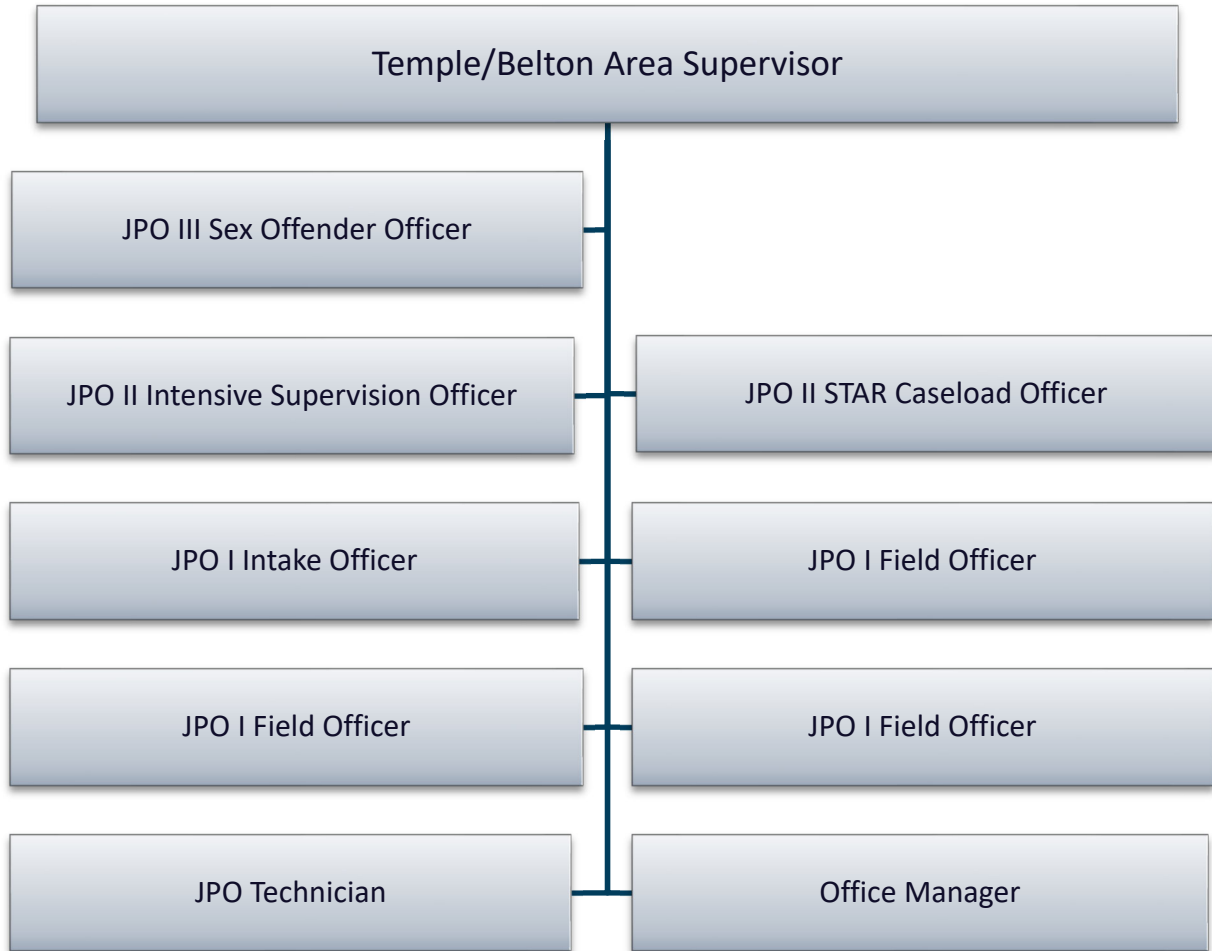 Temple/Belton Area Supervisor
JPO III Sex Offender Officer
JPO II Intensive Supervision Officer
JPO II STAR Caseload Officer
JPO I Intake Officer
JPO I Field Officer
JPO I Field Officer
JPO I Field Officer
JPO Technician
Office Manager